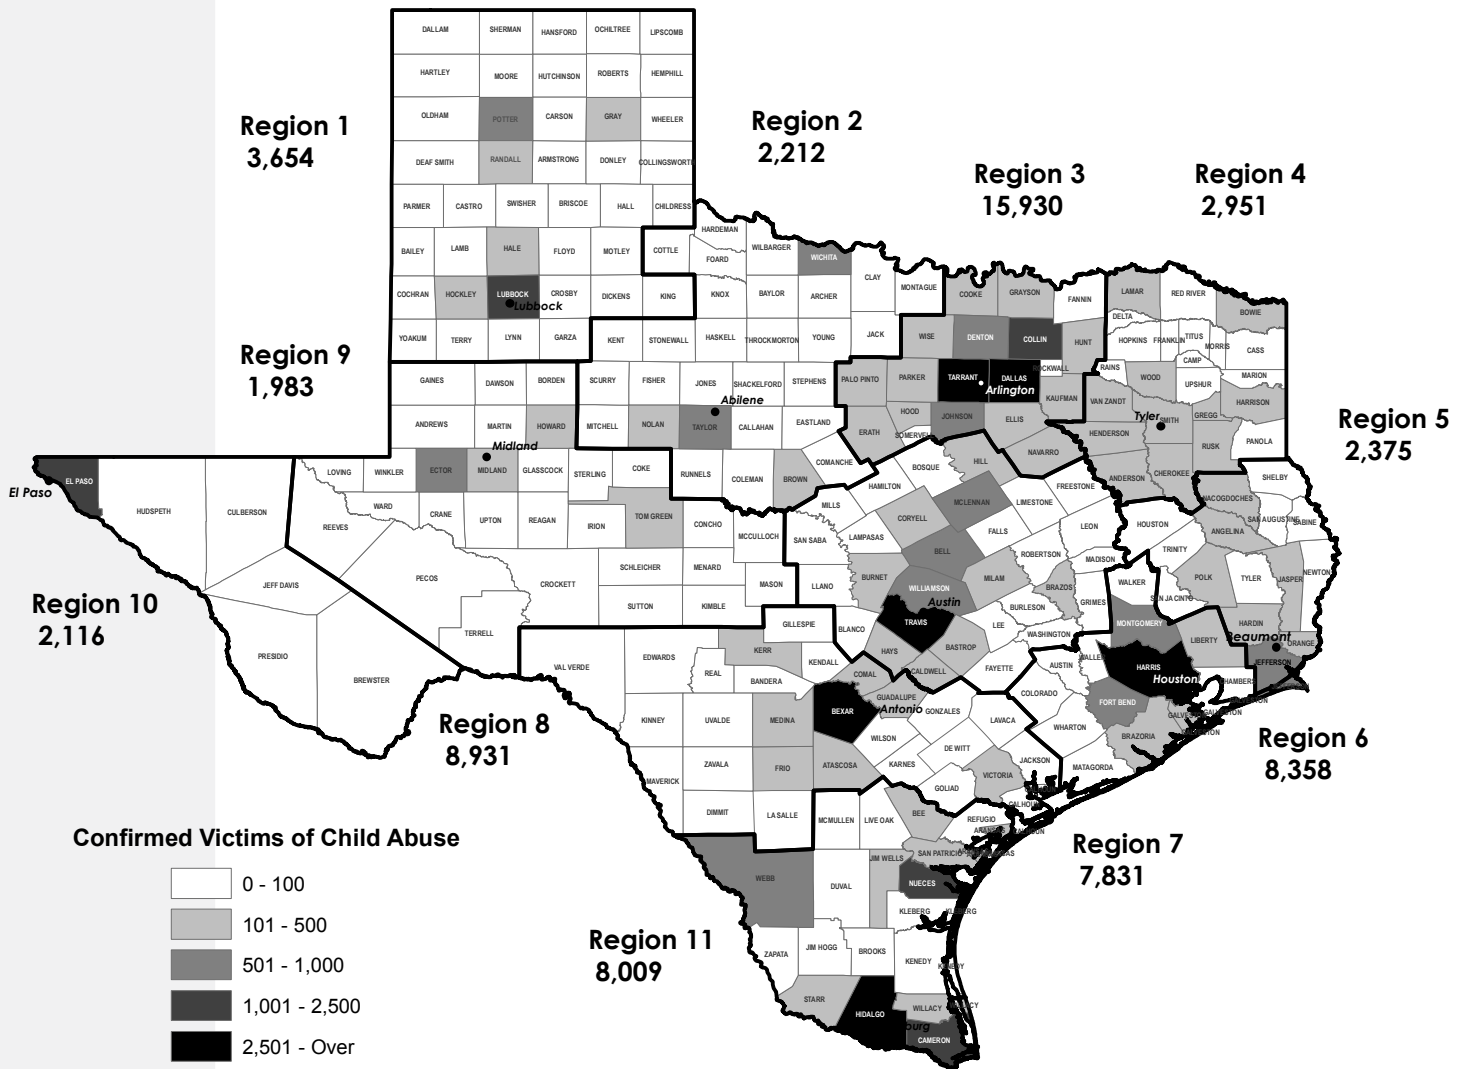 DALLAM SHERMAN HANSFORD OCHILTREE LIPSCOMB
HARTLEY MOORE HUTCHINSON ROBERTS HEMPHILL
OLDHAM POTTER CARSON GRAY WHEELER
Region 1
3,654
Region 2
2,212
DEAF SMITH RANDALL ARMSTRONG DONLEY COLLINGSWORTH
Region 3
15,930
Region 4
2,951
PARMER CASTRO SWISHER BRISCOE HALL CHILDRESS
HARDEMAN
BAILEY LAMB HALE FLOYD MOTLEY COTTLE FOARD WILBARGER WICHITA
CLAY MONTAGUE COOKE GRAYSON FANNIN LAMAR RED RIVER BOWIE
COCHRAN HOCKLEY LUBBOCK CROSBY DICKENS KING KNOX BAYLOR ARCHER
Lubbock
DELTA
YOAKUM TERRY LYNN GARZA KENT STONEWALL HASKELL THROCKMORTON YOUNG JACK WISE DENTON COLLIN HUNT HOPKINS FRANKLIN TITUS MORRIS CASS
Region 9
1,983
ROCKWALL RAINS CAMP
GAINES DAWSON BORDEN SCURRY FISHER JONES SHACKELFORD STEPHENS PALO PINTO PARKER TARRANT DALLAS KAUFMAN WOOD UPSHUR MARION
Arlington
Abilene
VAN ZANDT HARRISON
ANDREWS MARTIN HOWARD MITCHELL NOLAN TAYLOR CALLAHAN EASTLAND ERATH HOOD JOHNSON ELLIS
Tyler
SMITH GREGG
Region 5
2,375
SOMERVELL HENDERSON RUSK PANOLA
Midland
LOVING WINKLER ECTOR MIDLAND GLASSCOCK STERLING COKE RUNNELS COLEMAN BROWN COMANCHE BOSQUE HILL NAVARRO ANDERSON CHEROKEE SHELBY
El Paso
EL PASO
HUDSPETH CULBERSON REEVES WARD CRANE UPTON REAGAN IRION TOM GREEN CONCHO MCCULLOCH MILLS HAMILTON MCLENNAN LIMESTONE FREESTONE NACOGDOCHES
CORYELL FALLS LEON HOUSTON ANGELINA SAN AUGUSTINE SABINE
SAN SABA LAMPASAS BELL ROBERTSON MADISON TRINITY
JEFF DAVIS PECOS CROCKETT SCHLEICHER MENARD MASON LLANO BURNET WILLIAMSON MILAM BRAZOS WALKER POLK TYLER JASPER NEWTON
Region 10
2,116
SUTTON KIMBLE
Austin
BURLESON GRIMES SAN JACINTO
TERRELL GILLESPIE BLANCO TRAVIS LEE WASHINGTON MONTGOMERY LIBERTY HARDIN
Beaumont
ORANGE
PRESIDIO BREWSTER VAL VERDE EDWARDS KERR REAL BANDERA KENDALL HAYS CALDWELL BASTROP FAYETTE AUSTIN WALLER HARRIS JEFFERSON
Houston
CHAMBERS
COMAL GUADALUPE COLORADO FORT BEND
Region 8
8,931
KINNEY UVALDE MEDINA BEXAR
Antonio
GONZALES LAVACA WHARTON BRAZORIA
Region 6
8,358
WILSON DE WITT
MAVERICK ZAVALA FRIO ATASCOSA KARNES JACKSON MATAGORDA
VICTORIA GOLIAD
DIMMIT LA SALLE MCMULLEN LIVE OAK BEE CALHOUN
REFUGIO
Region 7
7,831
WEBB DUVAL JIM WELLS SAN PATRICIO
NUECES
KLEBERG KLEBERG
Region 11
8,009
ZAPATA JIM HOGG BROOKS KENEDY KENEDY
STARR HIDALGO WILLACY
burg
CAMERON
Confirmed Victims of Child Abuse
0 - 100
101 - 500
501 - 1,000
1,001 - 2,500
2,501 - Over